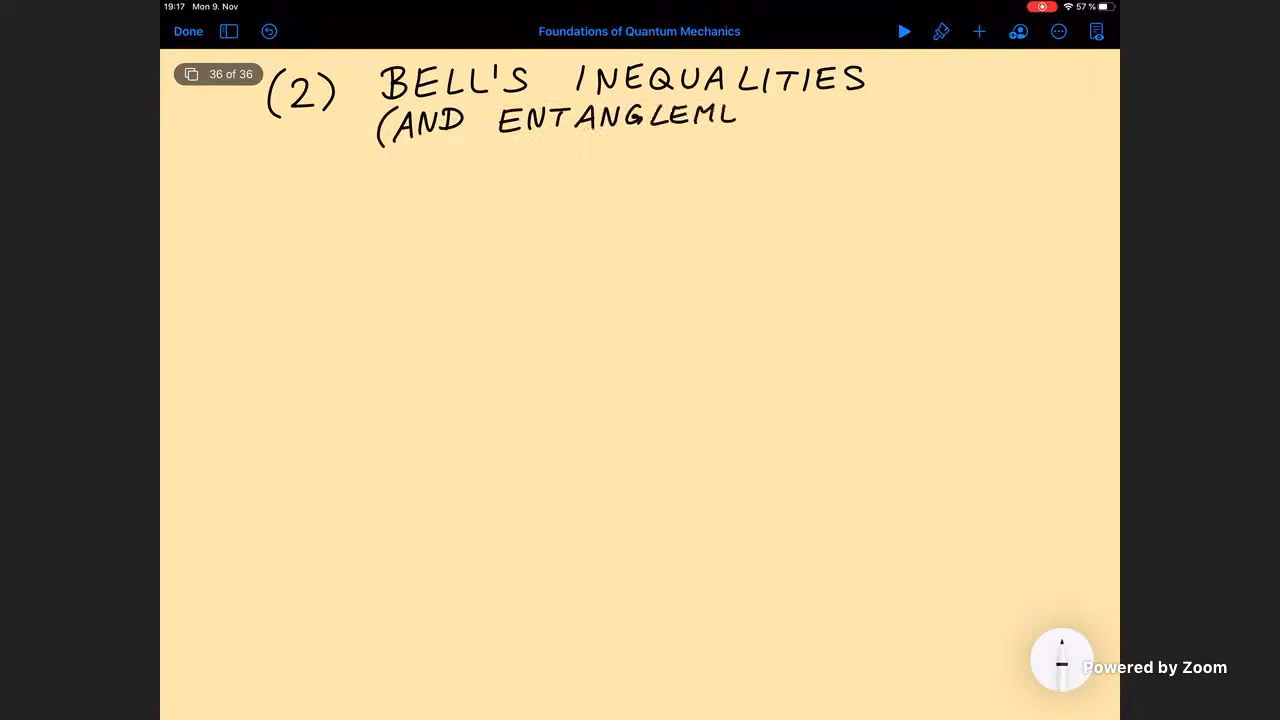 19:17 Mon 9. Nov
57 %
Done
Foundations of Quantum Mechanics
36 of 36
(2) BELL'S INEQUALITIES
(AND ENTANGLEML
Powered by Zoom